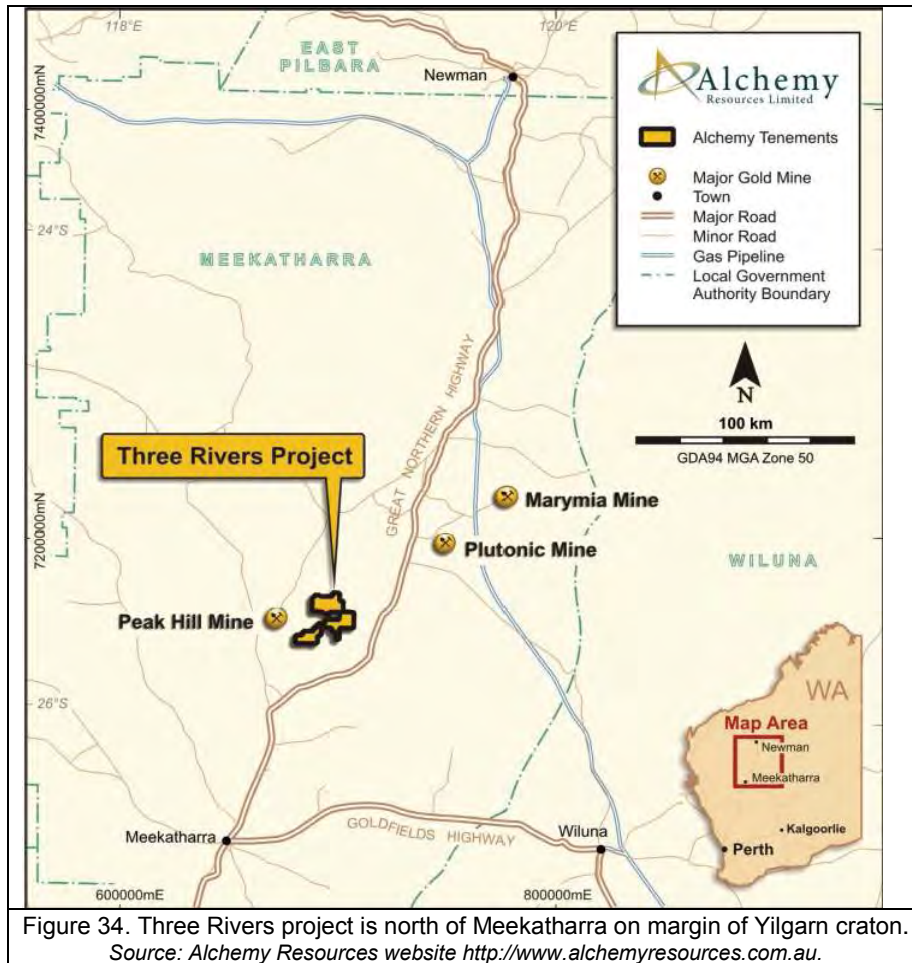 118°E
120°E
EAST
PILBARA
Newman
7400000mN
24°S
MEEKATHARRA
GREAT NORTHERN HIGHWAY
Three Rivers Project
Marymia Mine
7200000mN
Plutonic Mine
WILUNA
Peak Hill Mine
26°S
Meekatharra
GOLDFIELDS HIGHWAY
Wiluna
600000mE
800000mE
Alchemy
Resources Limited
Alchemy Tenements
Major Gold Mine
Town
Major Road
Minor Road
Gas Pipeline
Local Government
Authority Boundary
N
100 km
GDA94 MGA Zone 50
WA
Map Area
Newman
Meekatharra
Kalgoorlie
Perth
Figure 34. Three Rivers project is north of Meekatharra on margin of Yilgarn craton.
Source: Alchemy Resources website http://www.alchemyresources.com.au.